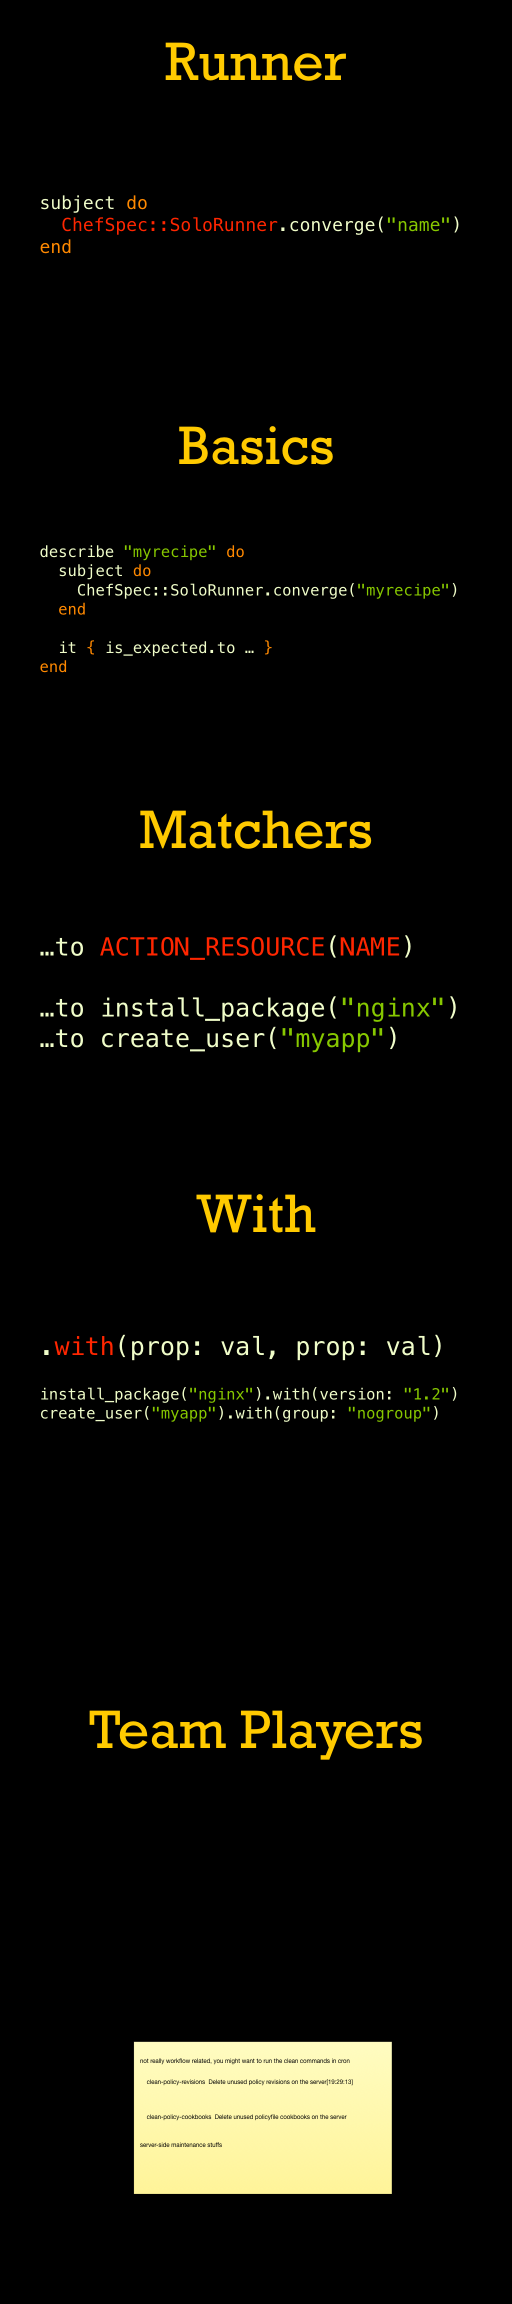 Runner
subject do
  ChefSpec::SoloRunner.converge("name")
end
Basics
describe "myrecipe" do
  subject do
    ChefSpec::SoloRunner.converge("myrecipe")
  end
  it { is_expected.to … }
end
Matchers
…to ACTION_RESOURCE(NAME)
…to install_package("nginx")
…to create_user("myapp")
With
.with(prop: val, prop: val)
install_package("nginx").with(version: "1.2")
create_user("myapp").with(group: "nogroup")
Team Players
not really workflow related, you might want to run the clean commands in cron
clean-policy-revisions  Delete unused policy revisions on the server[19:29:13]
clean-policy-cookbooks  Delete unused policyfile cookbooks on the server
server-side maintenance stuffs